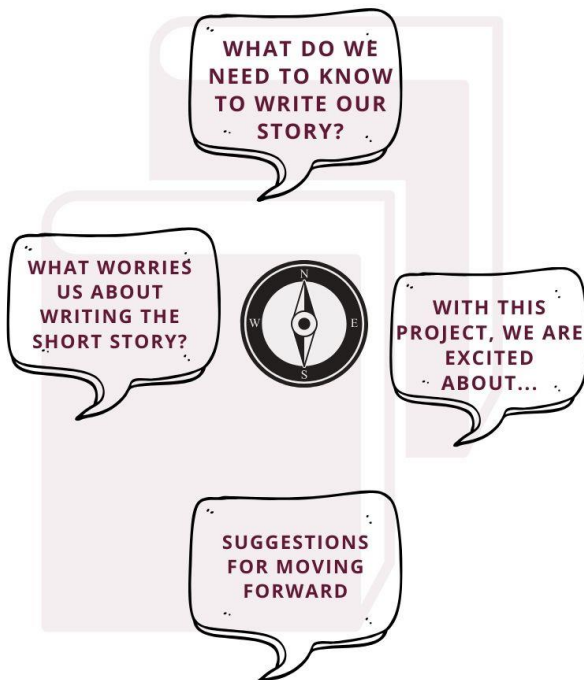 WHAT DO WE
NEED TO KNOW
TO WRITE OUR
STORY?
WHAT WORRIES
US ABOUT
WRITING THE
SHORT STORY?
N
W
E
S
WITH THIS
PROJECT, WE ARE
EXCITED
ABOUT...
SUGGESTIONS
FOR MOVING
FORWARD